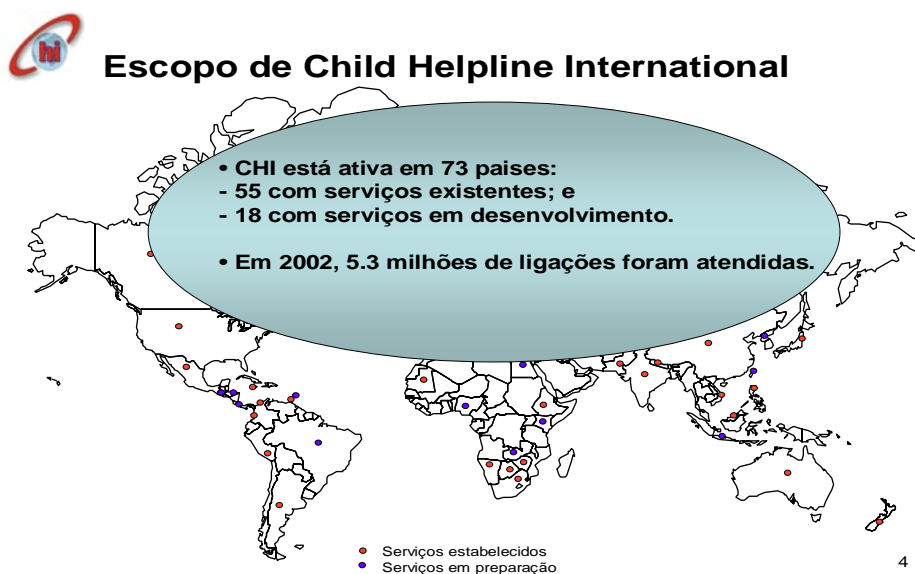 hi
Escopo de Child Helpline International
• CHI está ativa em 73 paises:
- 55 com serviços existentes; e
- 18 com serviços em desenvolvimento.
• Em 2002, 5.3 milhões de ligações foram atendidas.
Serviços estabelecidos
Serviços em preparação
4